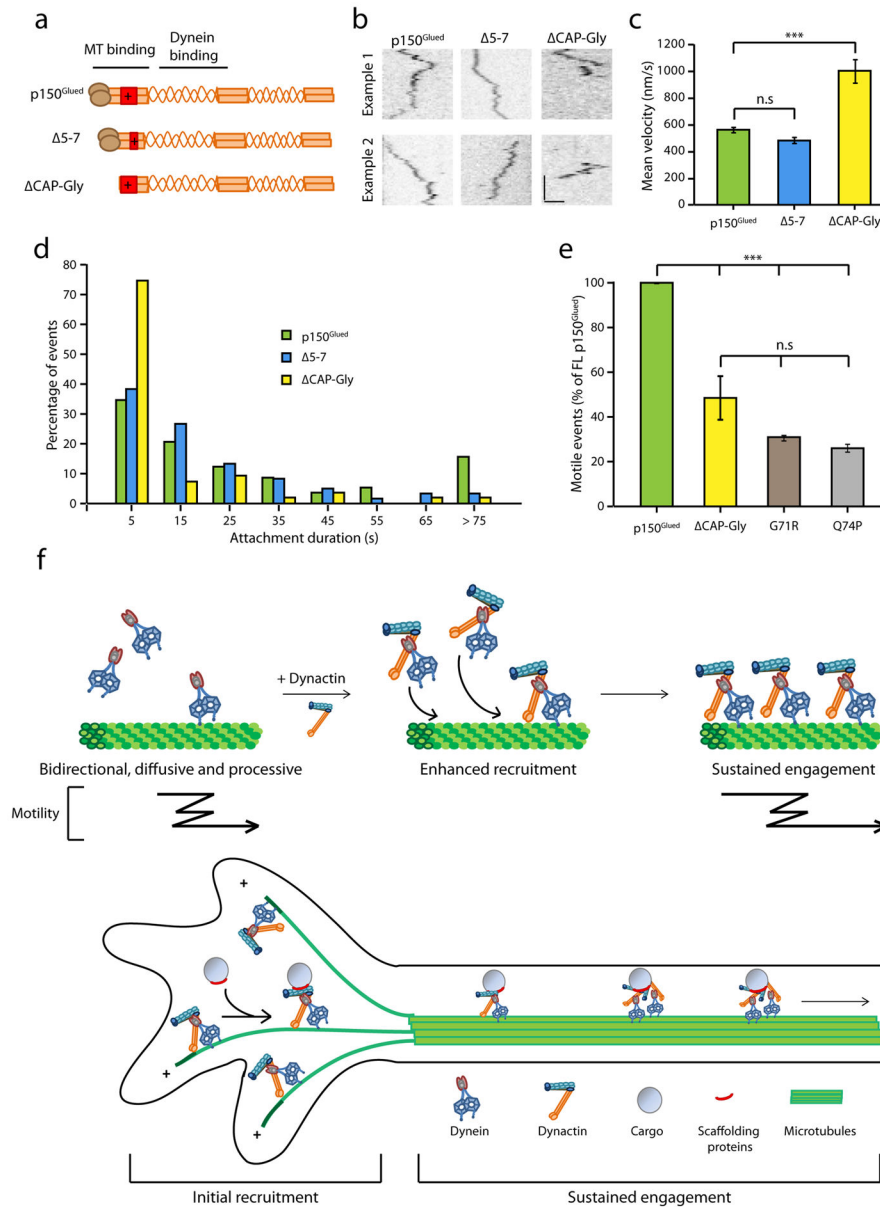 a
MT binding
Dynein
binding
p150Glued
+
Δ5-7
+
ΔCAP-Gly
+
b
p150Glued
Δ5-7
ΔCAP-Gly
Example 1
Example 2
c
Mean velocity (nm/s)
1200
1000
800
600
400
200
0
***
n.s
p150Glued
Δ5-7
ΔCAP-Gly
d
Percentage of events
80
70
60
50
40
30
20
10
0
p150Glued
Δ5-7
ΔCAP-Gly
5
15
25
35
45
55
65
> 75
Attachment duration (s)
e
Motile events (% of FL p150Glued)
100
80
60
40
20
0
***
n.s
p150Glued
ΔCAP-Gly
G71R
Q74P
f
+ Dynactin
Bidirectional, diffusive and processive
Enhanced recruitment
Sustained engagement
Motility
+
+
+
Dynein
Dynactin
Cargo
Scaffolding
proteins
Microtubules
Initial recruitment
Sustained engagement